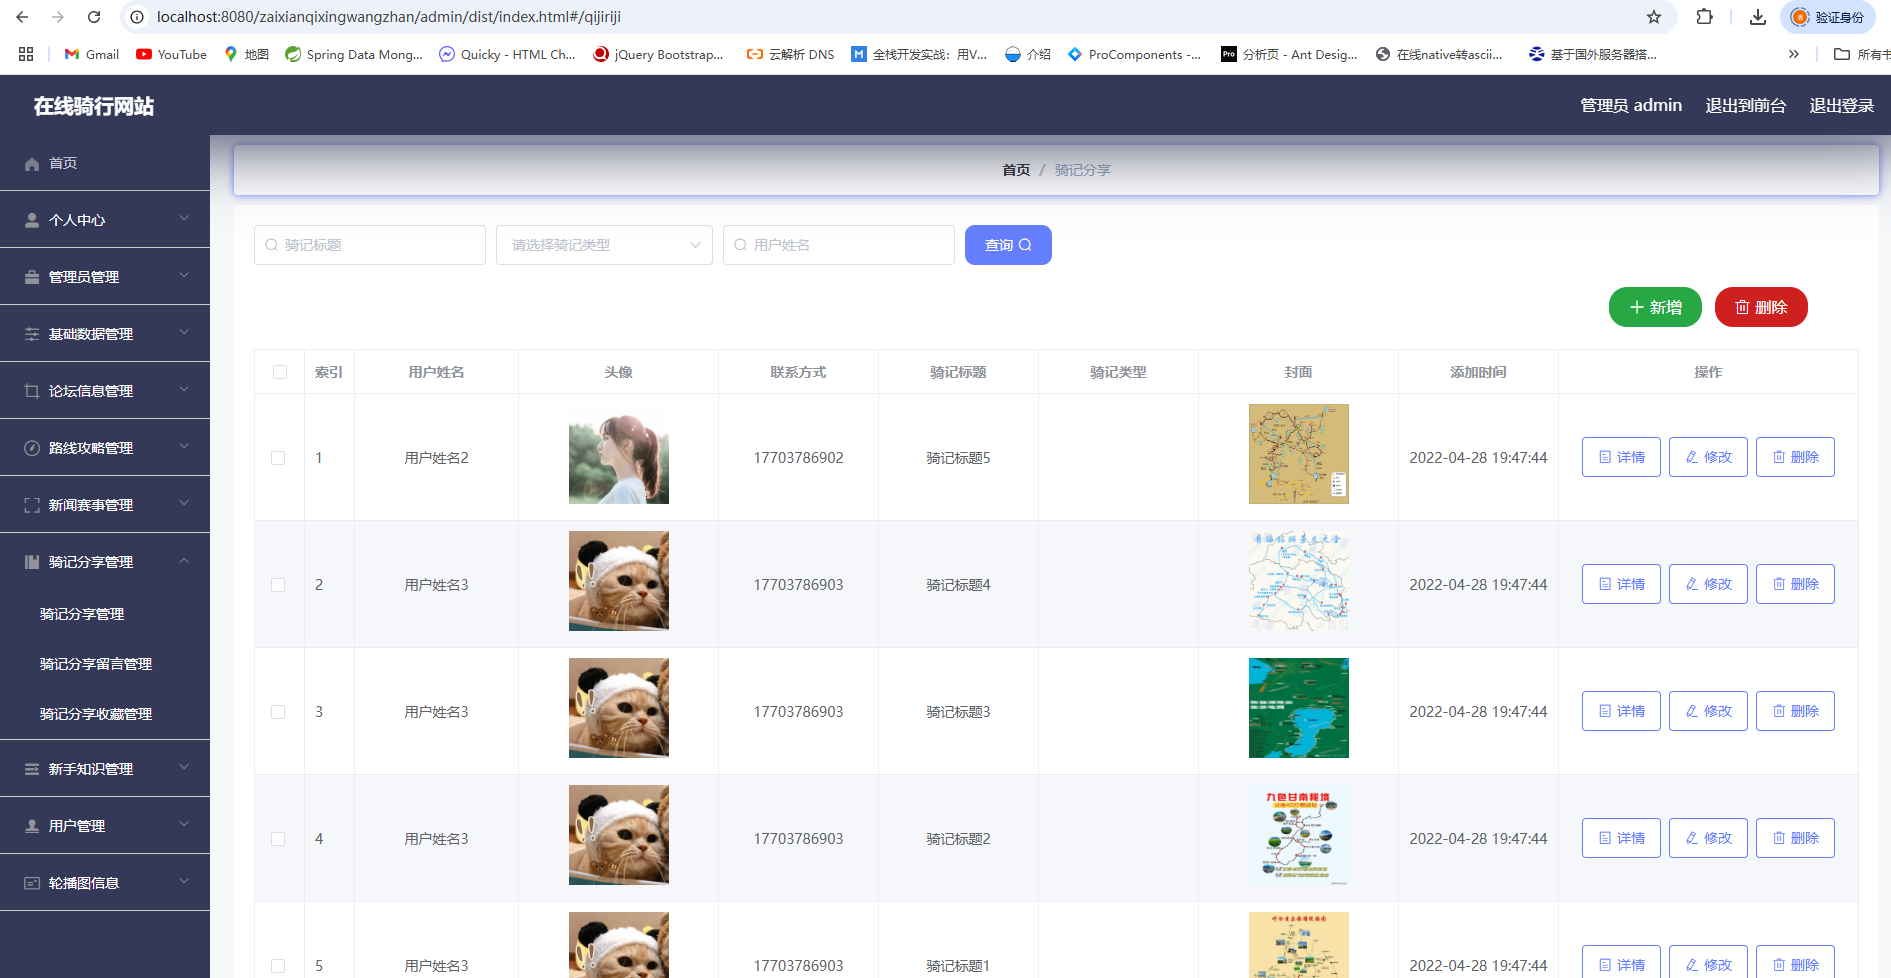 localhost:8080/zaixianqixingwangzhan/admin/dist/index.html#/qijiriji
验证身份
Gmail YouTube 地图 Spring Data Mong... Quicky - HTML Ch... jQuery Bootstrap... 云解析 DNS 全栈开发实战：用V... 介绍 ProComponents -... 分析页 - Ant Desig... 在线native转ascii... 基于国外服务器搭... » 所有书
在线骑行网站
管理员 admin 退出到前台 退出登录
首页
个人中心
管理员管理
基础数据管理
论坛信息管理
路线攻略管理
新闻赛事管理
骑记分享管理
骑记分享管理
骑记分享留言管理
骑记分享收藏管理
新手知识管理
用户管理
轮播图信息
首页 / 骑记分享
骑记标题 请选择骑记类型 用户姓名 查询
新增 删除
索引 用户姓名 头像 联系方式 骑记标题 骑记类型 封面 添加时间 操作
1 用户姓名2 17703786902 骑记标题5 2022-04-28 19:47:44 详情 修改 删除
2 用户姓名3 17703786903 骑记标题4 2022-04-28 19:47:44 详情 修改 删除
3 用户姓名3 17703786903 骑记标题3 2022-04-28 19:47:44 详情 修改 删除
九色甘南秘境
4 用户姓名3 17703786903 骑记标题2 2022-04-28 19:47:44 详情 修改 删除
5 用户姓名3 17703786903 骑记标题1 2022-04-28 19:47:44 详情 修改 删除